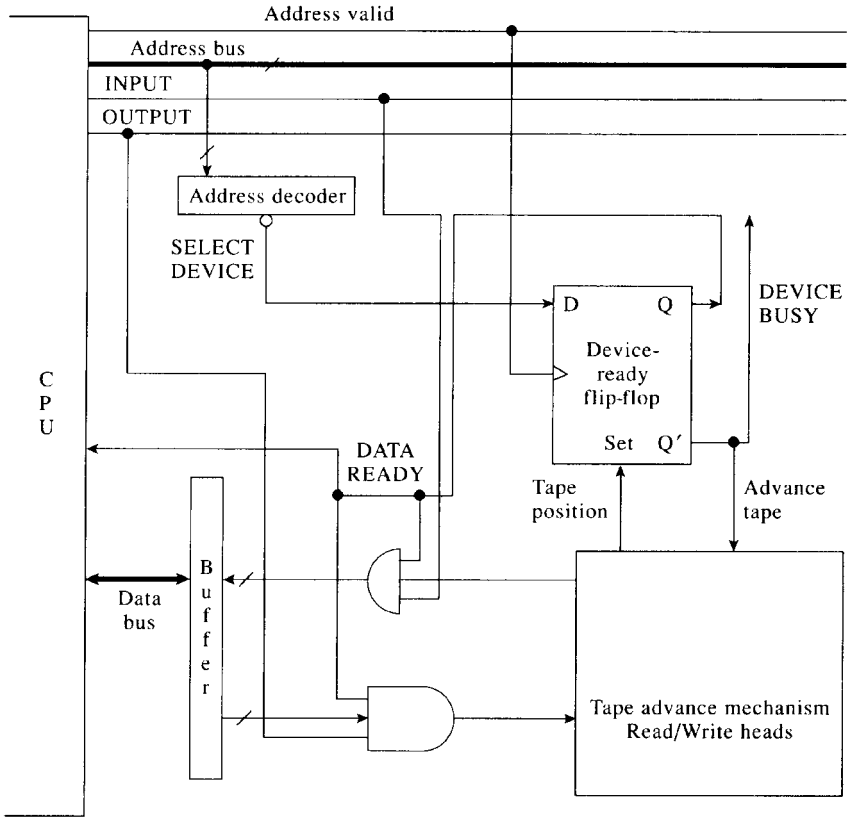 Address valid
Address bus
INPUT
OUTPUT
Address decoder
SELECT
DEVICE
D
Q
DEVICE
BUSY
Device-
ready
flip-flop
C
P
U
Set
Q′
DATA
READY
Tape
position
Advance
tape
B
u
f
f
e
r
Data
bus
Tape advance mechanism
Read/Write heads